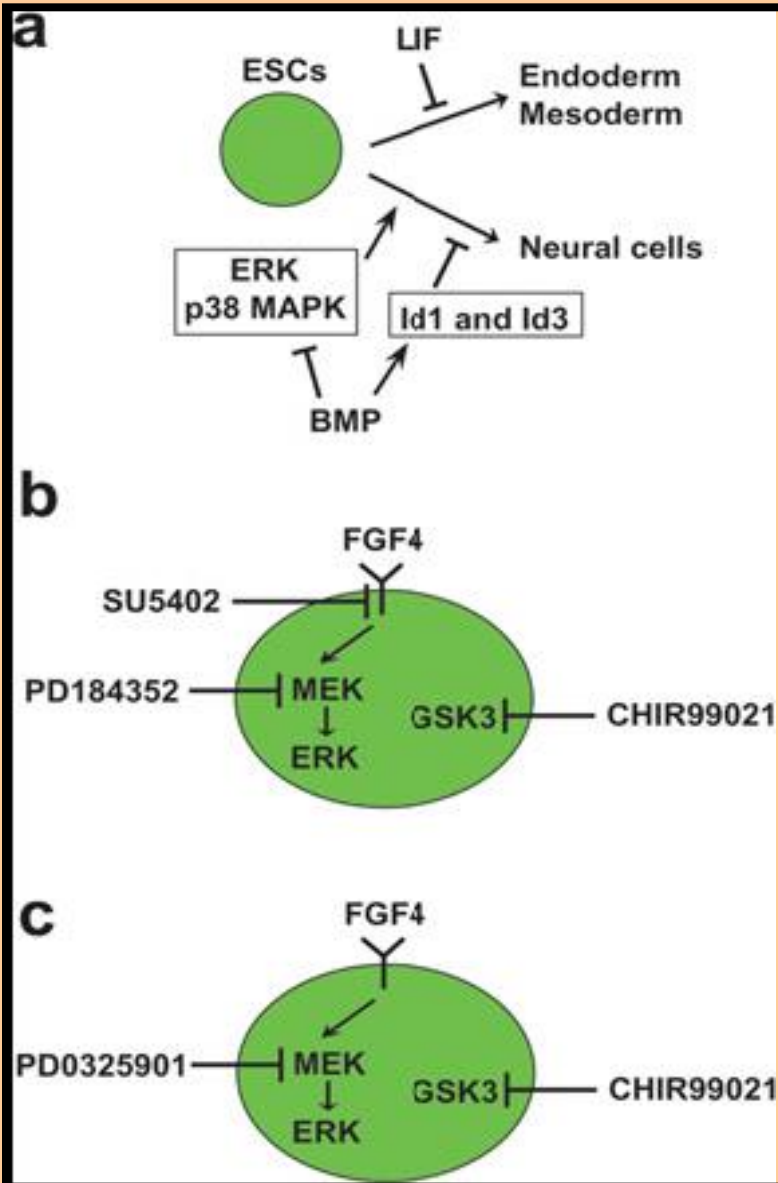 a
LIF
ESCs
Endoderm
Mesoderm
Neural cells
ERK
p38 MAPK
Id1 and Id3
BMP
b
FGF4
SU5402
PD184352
MEK
GSK3
CHIR99021
ERK
c
FGF4
PD0325901
MEK
GSK3
CHIR99021
ERK